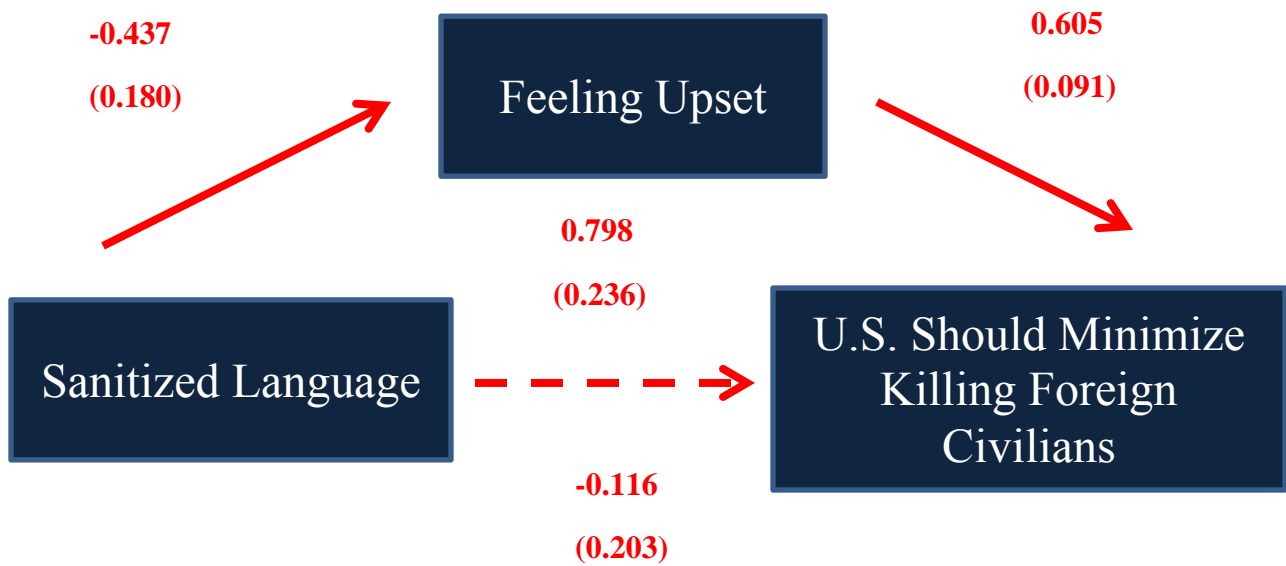 -0.437
(0.180)
Feeling Upset
0.605
(0.091)
0.798
(0.236)
Sanitized Language
U.S. Should Minimize
Killing Foreign
Civilians
-0.116
(0.203)